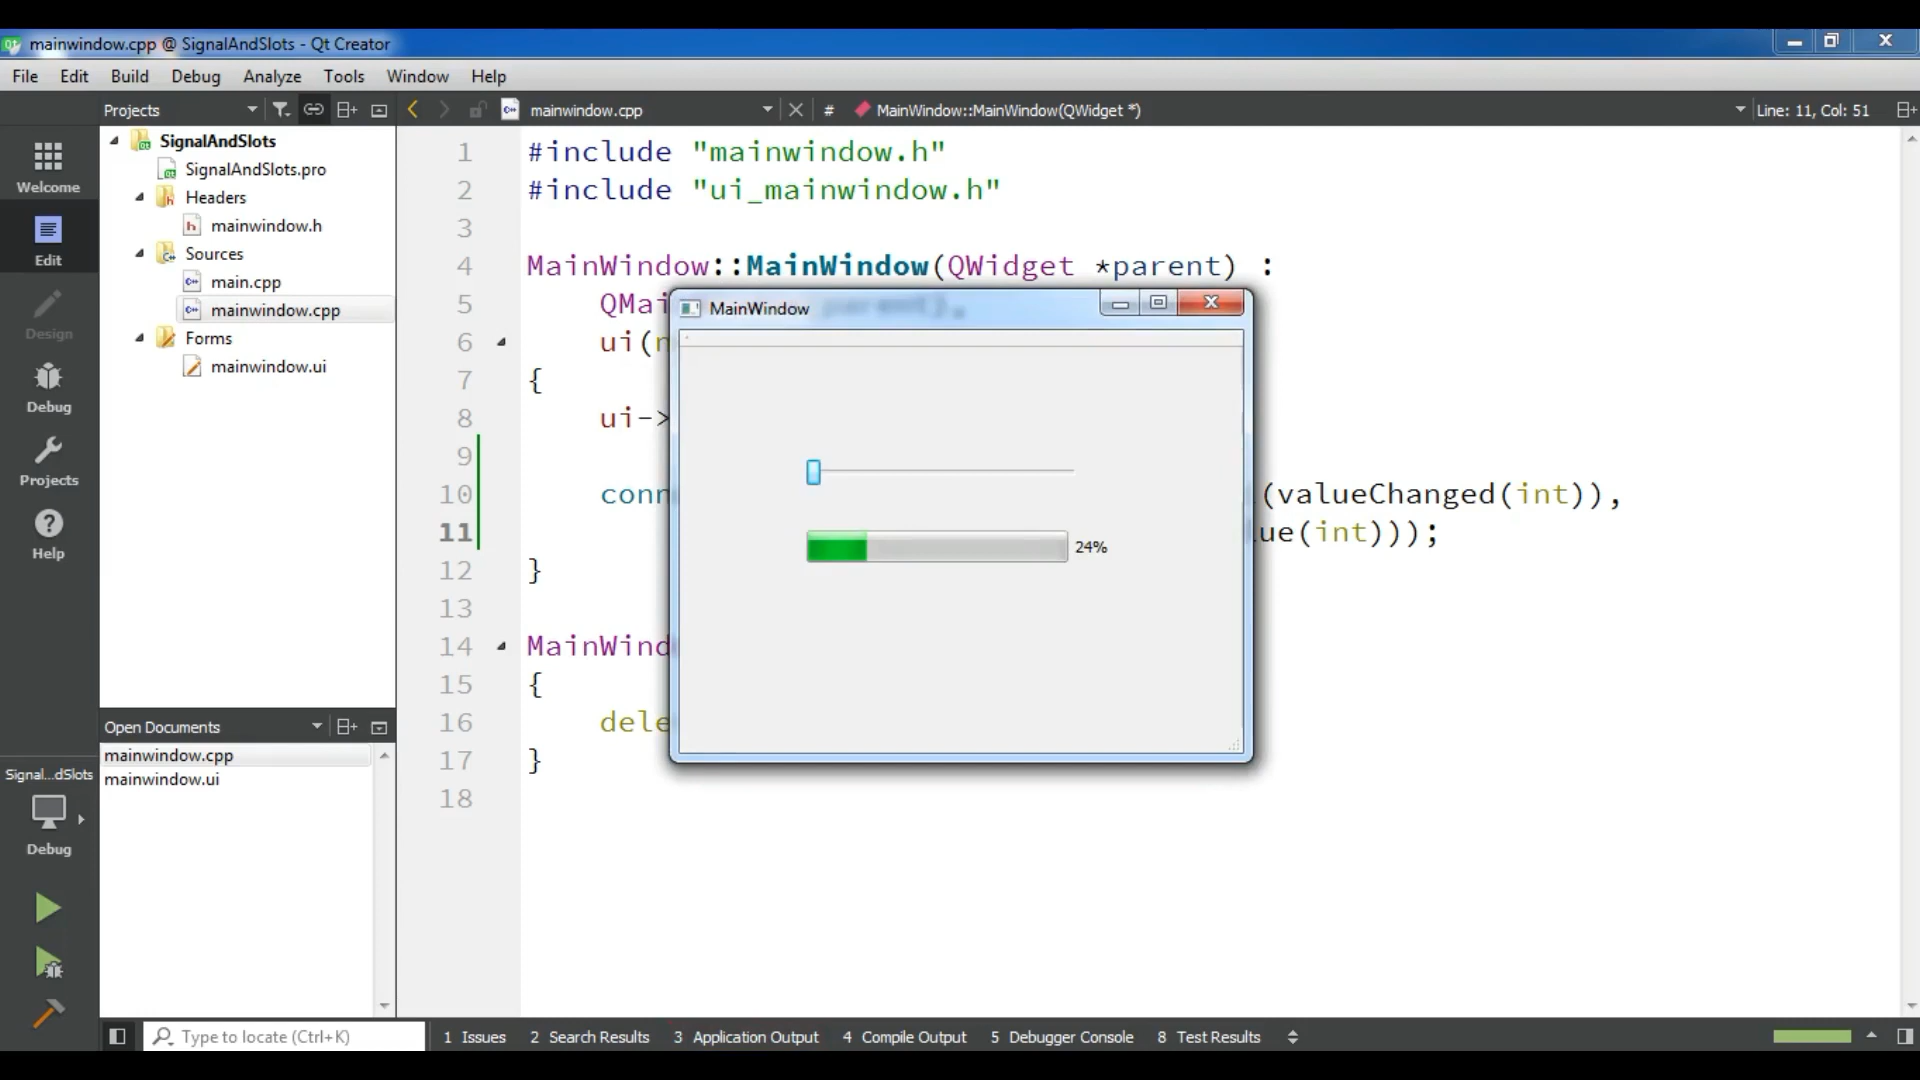 mainwindow.cpp @ SignalAndSlots - Qt Creator
File Edit Build Debug Analyze Tools Window Help
Projects
mainwindow.cpp
# MainWindow::MainWindow(QWidget *)
Line: 11, Col: 51
Welcome
Edit
Design
Debug
Projects
Help
SignalAndSlots
SignalAndSlots.pro
Headers
mainwindow.h
Sources
main.cpp
mainwindow.cpp
Forms
mainwindow.ui
Open Documents
mainwindow.cpp
mainwindow.ui
Signal...dSlots
Debug
1 #include "mainwindow.h"
2 #include "ui_mainwindow.h"
3
4 MainWindow::MainWindow(QWidget *parent) :
5 QMai
6 ui(n
7 {
8 ui->
9
10 conn (valueChanged(int)),
11 ue(int)));
12 }
13
14 MainWind
15 {
16 dele
17 }
18
MainWindow
24%
Type to locate (Ctrl+K)
1 Issues 2 Search Results 3 Application Output 4 Compile Output 5 Debugger Console 8 Test Results